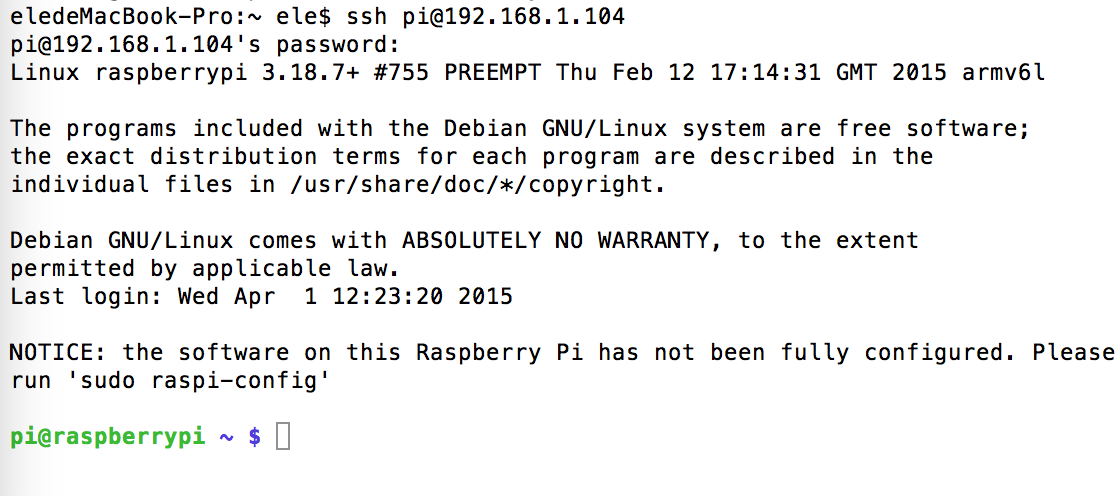 eledeMacBook-Pro:~ ele$ ssh pi@192.168.1.104
pi@192.168.1.104's password:
Linux raspberrypi 3.18.7+ #755 PREEMPT Thu Feb 12 17:14:31 GMT 2015 armv6l
The programs included with the Debian GNU/Linux system are free software;
the exact distribution terms for each program are described in the
individual files in /usr/share/doc/*/copyright.
Debian GNU/Linux comes with ABSOLUTELY NO WARRANTY, to the extent
permitted by applicable law.
Last login: Wed Apr  1 12:23:20 2015
NOTICE: the software on this Raspberry Pi has not been fully configured. Please
run 'sudo raspi-config'
pi@raspberrypi ~ $